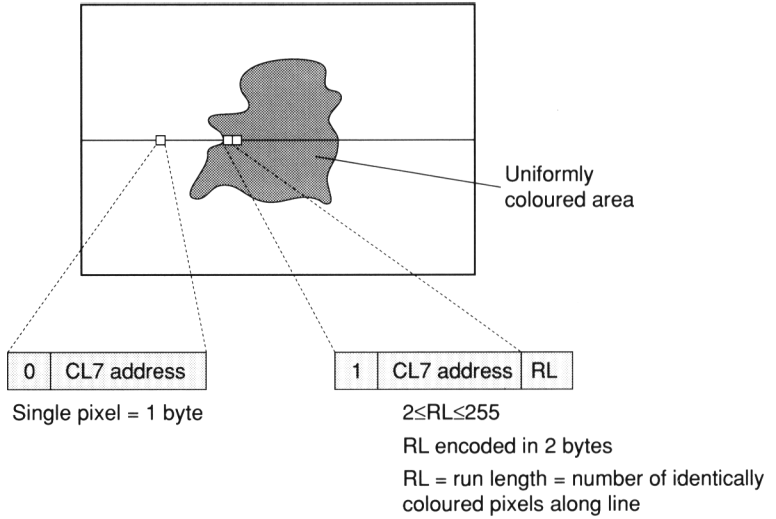 Uniformly
coloured area
0 CL7 address
Single pixel = 1 byte
1 CL7 address RL
2≤RL≤255
RL encoded in 2 bytes
RL = run length = number of identically
coloured pixels along line